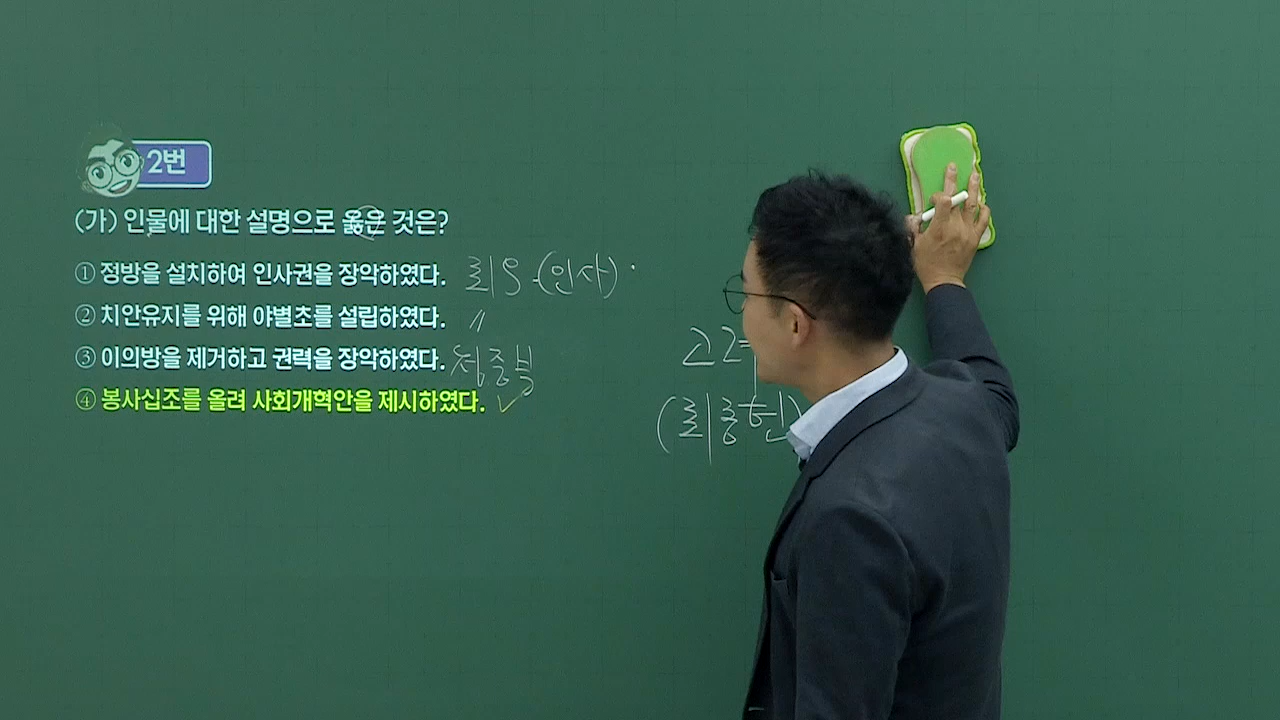 2번
(가) 인물에 대한 설명으로 옳은 것은?
① 정방을 설치하여 인사권을 장악하였다. 최우 (인사)
② 치안유지를 위해 야별초를 설립하였다. 〃
③ 이의방을 제거하고 권력을 장악하였다. 정중부
④ 봉사십조를 올려 사회개혁안을 제시하였다.
(최충헌)